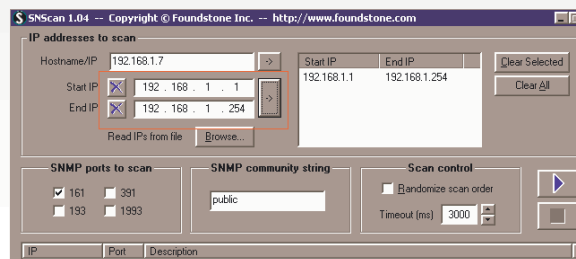 SNScan 1.04 -- Copyright © Foundstone Inc. -- http://www.foundstone.com
IP addresses to scan
Hostname/IP 192.168.1.7 ->
Start IP 192 . 168 . 1 . 1
End IP 192 . 168 . 1 . 254
->
Read IPs from file Browse...
Start IP End IP
192.168.1.1 192.168.1.254
Clear Selected
Clear All
SNMP ports to scan
161 391
193 1993
SNMP community string
public
Scan control
Randomize scan order
Timeout (ms) 3000
IP Port Description